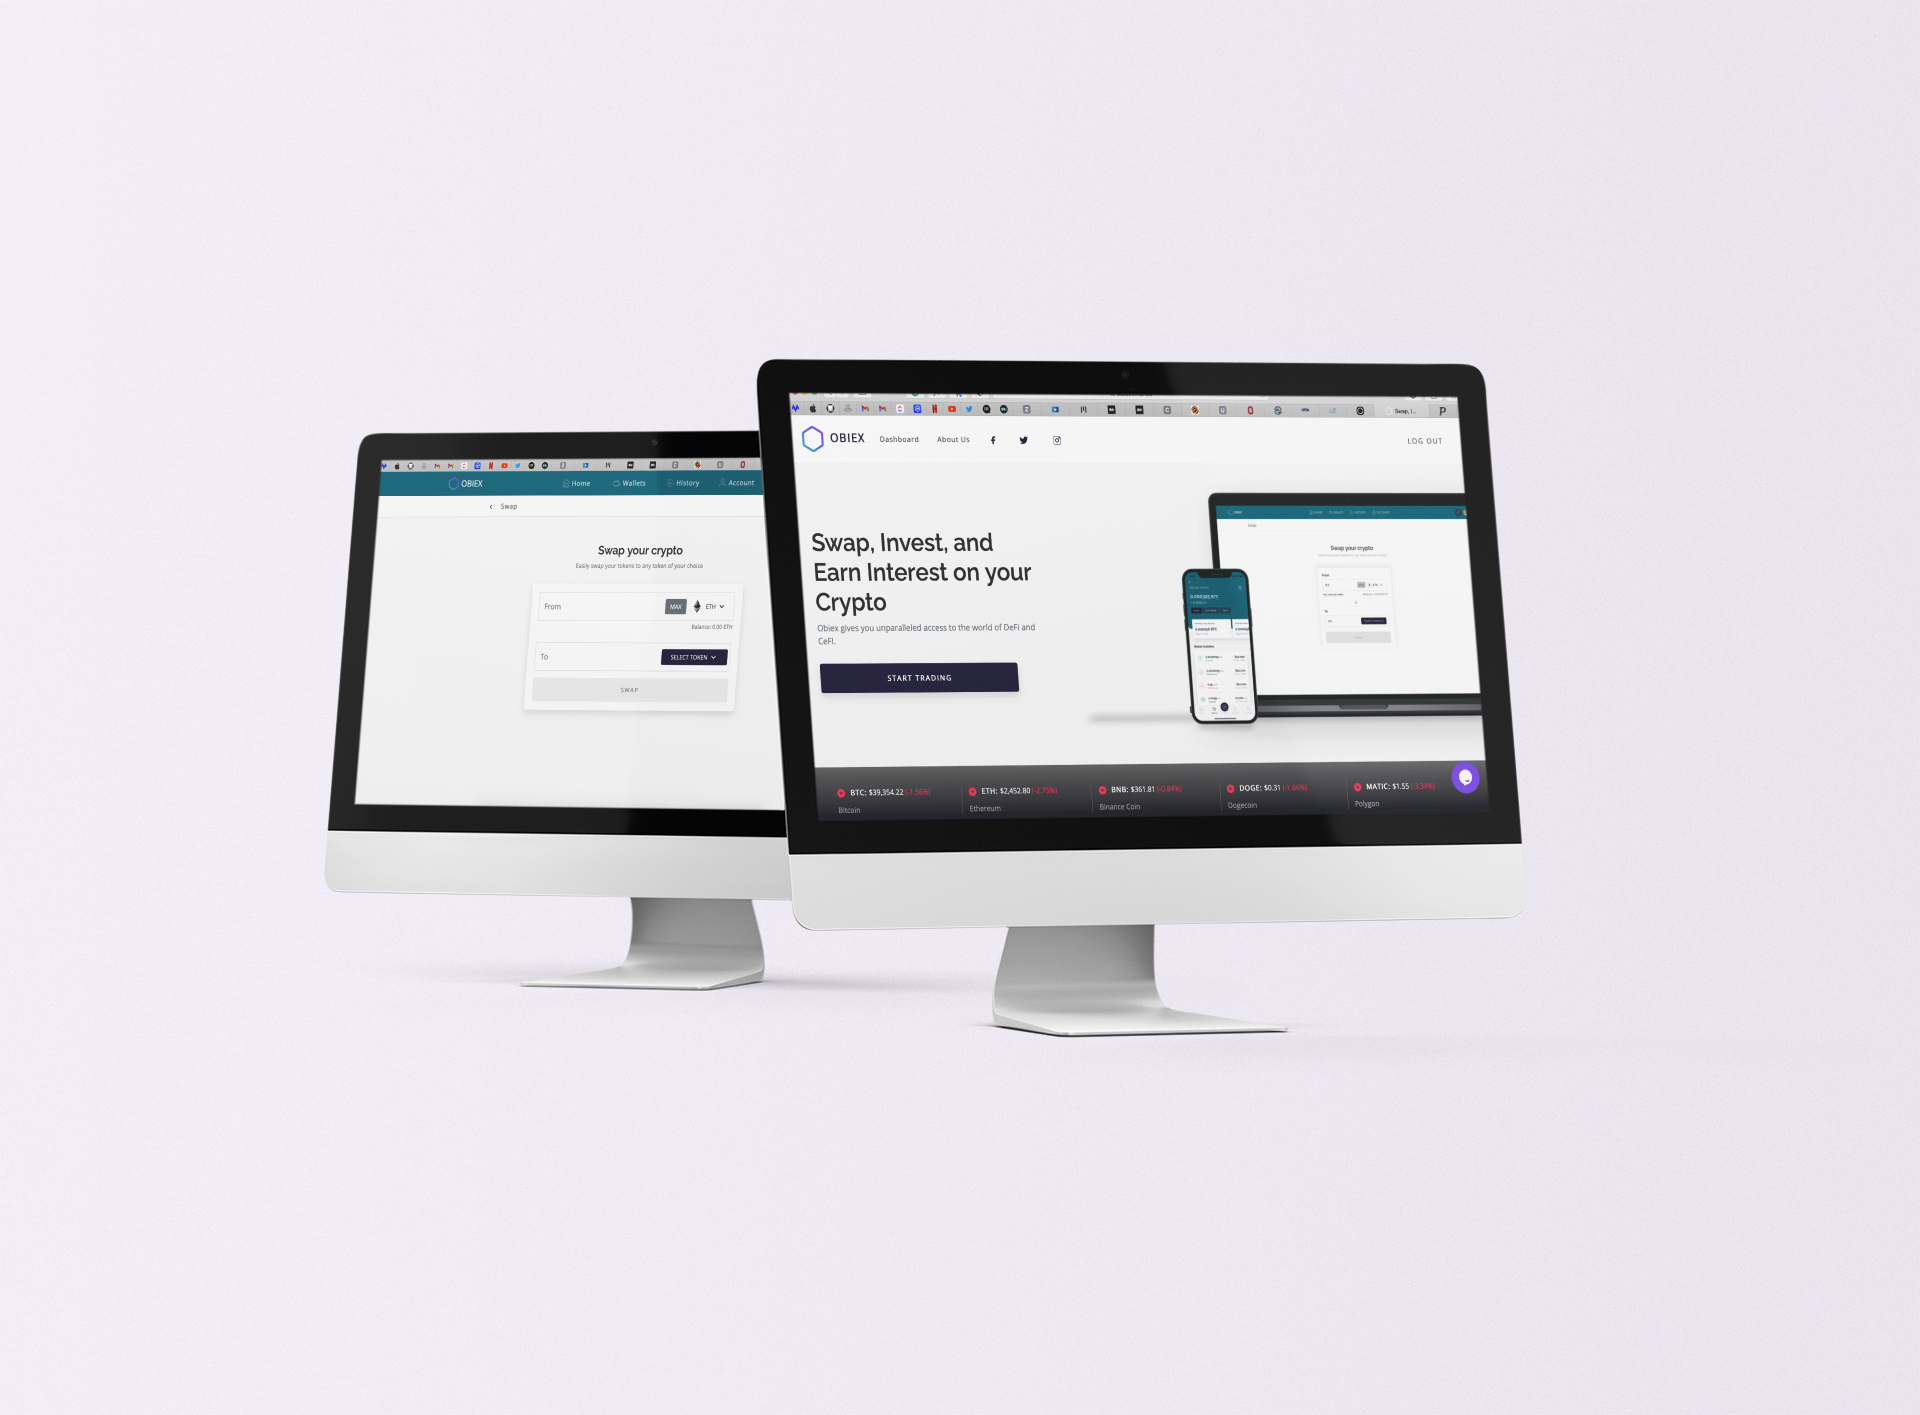 OBIEX
Home
Wallets
History
Account
Swap
Swap your crypto
Easily swap your tokens to any token of your choice
From
MAX
ETH
Balance: 0.00 ETH
To
SELECT TOKEN
SWAP
Swap, i...
OBIEX
Dashboard
About Us
LOG OUT
Swap, Invest, and
Earn Interest on your
Crypto
Obiex gives you unparalleled access to the world of DeFi and
CeFi.
START TRADING
Swap your crypto
BTC: $39,354.22 (-1.56%)
Bitcoin
ETH: $2,452.80 (-2.75%)
Ethereum
BNB: $361.81 (-0.84%)
Binance Coin
DOGE: $0.31 (-1.66%)
Dogecoin
MATIC: $1.55 (-3.34%)
Polygon